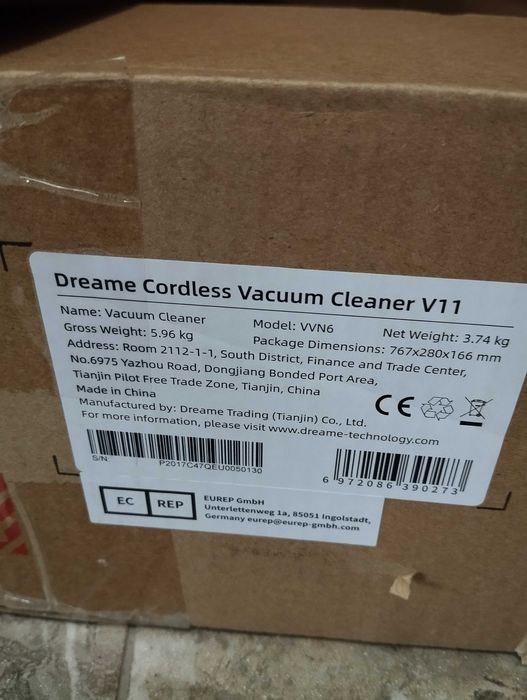 Dreame Cordless Vacuum Cleaner V11
Name: Vacuum Cleaner Model: VVN6 Net Weight: 3.74 kg
Gross Weight: 5.96 kg Package Dimensions: 767x280x166 mm
Address: Room 2112-1-1, South District, Finance and Trade Center,
No.6975 Yazhou Road, Dongjiang Bonded Port Area,
Tianjin Pilot Free Trade Zone, Tianjin, China
Made in China
CE
Manufactured by: Dreame Trading (Tianjin) Co., Ltd.
For more information, please visit www.dreame-technology.com
S/N P2017C47QEU0050130
6 972086 390273
EC REP
EUREP GmbH
Unterlettenweg 1a, 85051 Ingolstadt,
Germany eurep@eurep-gmbh.com